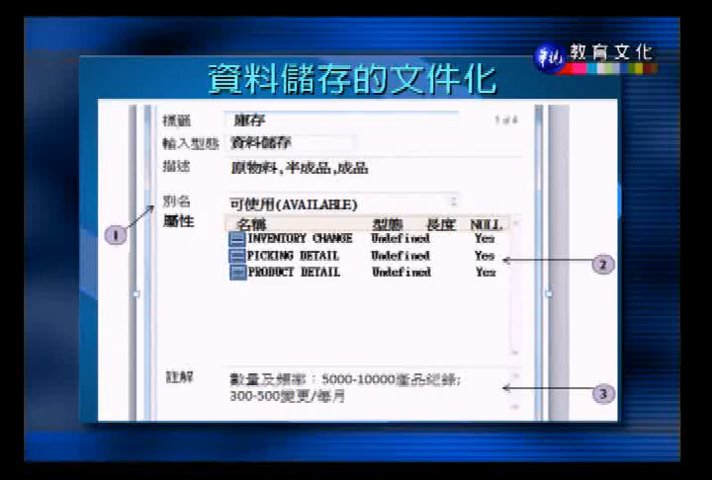 華視 教育文化
資料儲存的文件化
標籤 庫存 1 of 4
輸入型態 資料儲存
描述 原物料,半成品,成品
別名 可使用(AVAILABLE)
1
屬性 名稱 型態 長度 NULL
INVENTORY CHANGE Undefined Yes
PICKING DETAIL Undefined Yes
2
PRODUCT DETAIL Undefined Yes
註解 數量及頻率：5000-10000產品紀錄;
3
300-500變更/每月